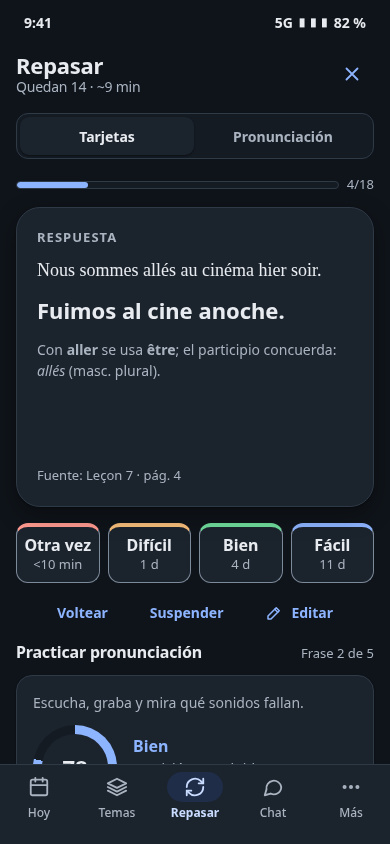 9:41
5G
82 %
Repasar
Quedan 14 · ~9 min
Tarjetas
Pronunciación
4/18
RESPUESTA
Nous sommes allés au cinéma hier soir.
Fuimos al cine anoche.
Con aller se usa être; el participio concuerda:
allés (masc. plural).
Fuente: Leçon 7 · pág. 4
Otra vez
<10 min
Difícil
1 d
Bien
4 d
Fácil
11 d
Voltear
Suspender
Editar
Practicar pronunciación
Frase 2 de 5
Escucha, graba y mira qué sonidos fallan.
Bien
Hoy
Temas
Repasar
Chat
Más